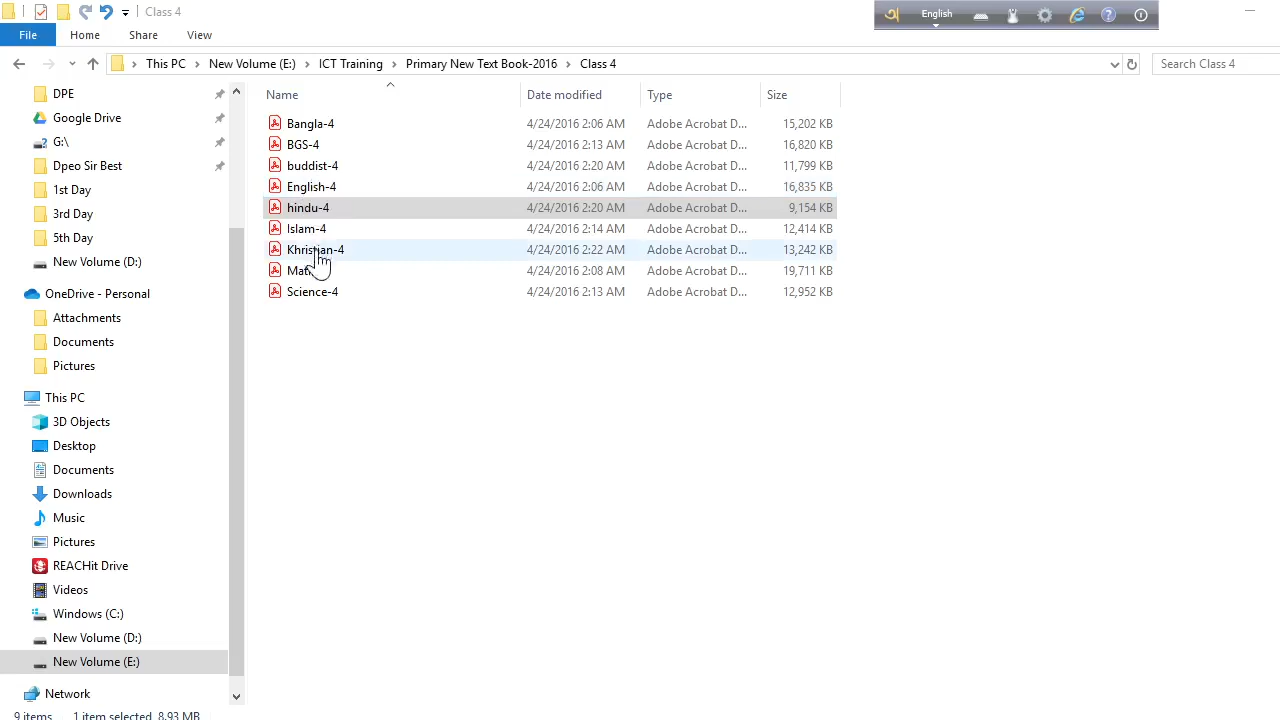 Class 4
English
File Home Share View
This PC New Volume (E:) ICT Training Primary New Text Book-2016 Class 4 Search Class 4
Name Date modified Type Size
DPE
Google Drive
G:\
Dpeo Sir Best
1st Day
3rd Day
5th Day
New Volume (D:)
OneDrive - Personal
Attachments
Documents
Pictures
This PC
3D Objects
Desktop
Documents
Downloads
Music
Pictures
REACHit Drive
Videos
Windows (C:)
New Volume (D:)
New Volume (E:)
Network
Bangla-4 4/24/2016 2:06 AM Adobe Acrobat D... 15,202 KB
BGS-4 4/24/2016 2:13 AM Adobe Acrobat D... 16,820 KB
buddist-4 4/24/2016 2:20 AM Adobe Acrobat D... 11,799 KB
English-4 4/24/2016 2:06 AM Adobe Acrobat D... 16,835 KB
hindu-4 4/24/2016 2:20 AM Adobe Acrobat D... 9,154 KB
Islam-4 4/24/2016 2:14 AM Adobe Acrobat D... 12,414 KB
Khristian-4 4/24/2016 2:22 AM Adobe Acrobat D... 13,242 KB
4/24/2016 2:08 AM Adobe Acrobat D... 19,711 KB
Science-4 4/24/2016 2:13 AM Adobe Acrobat D... 12,952 KB
9 items 1 item selected 8.93 MB